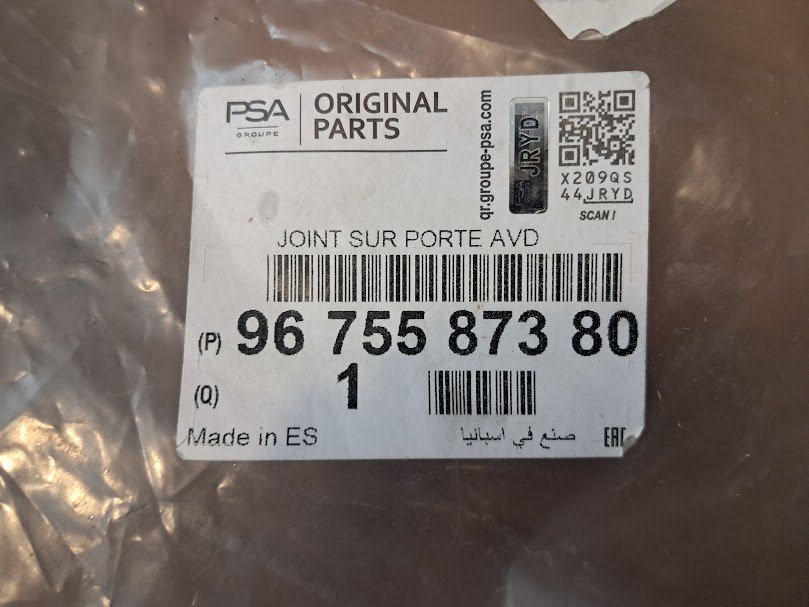 PSA
GROUPE
ORIGINAL
PARTS
qr.groupe-psa.com
PSA JRYD
X209QS
44JRYD
SCAN!
JOINT SUR PORTE AVD
(P) 96 755 873 80
(Q) 1
Made in ES
صنع في اسبانيا
EAC